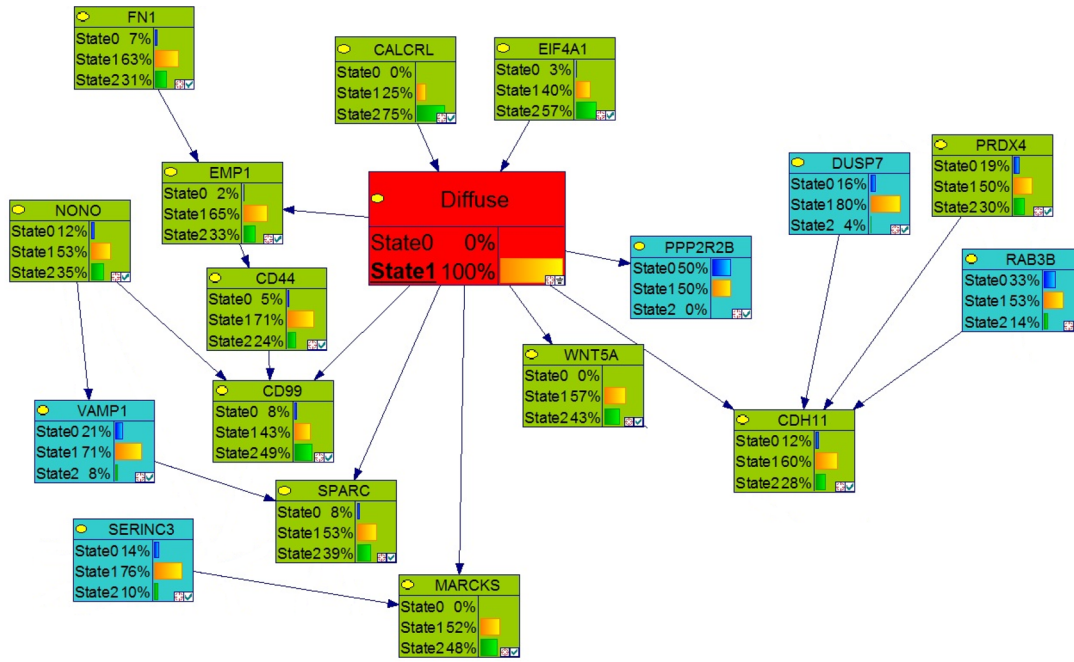 FN1
State0 7%
State1 63%
State2 31%
CALCRL
State0 0%
State1 25%
State2 75%
EIF4A1
State0 3%
State1 40%
State2 57%
EMP1
State0 2%
State1 65%
State2 33%
Diffuse
State0 0%
State1 100%
DUSP7
State0 16%
State1 80%
State2 4%
PRDX4
State0 19%
State1 50%
State2 30%
NONO
State0 12%
State1 53%
State2 35%
CD44
State0 5%
State1 71%
State2 24%
PPP2R2B
State0 50%
State1 50%
State2 0%
RAB3B
State0 33%
State1 53%
State2 14%
WNT5A
State0 0%
State1 57%
State2 43%
VAMP1
State0 21%
State1 71%
State2 8%
CD99
State0 8%
State1 43%
State2 49%
CDH11
State0 12%
State1 60%
State2 28%
SPARC
State0 8%
State1 53%
State2 39%
SERINC3
State0 14%
State1 76%
State2 10%
MARCKS
State0 0%
State1 52%
State2 48%